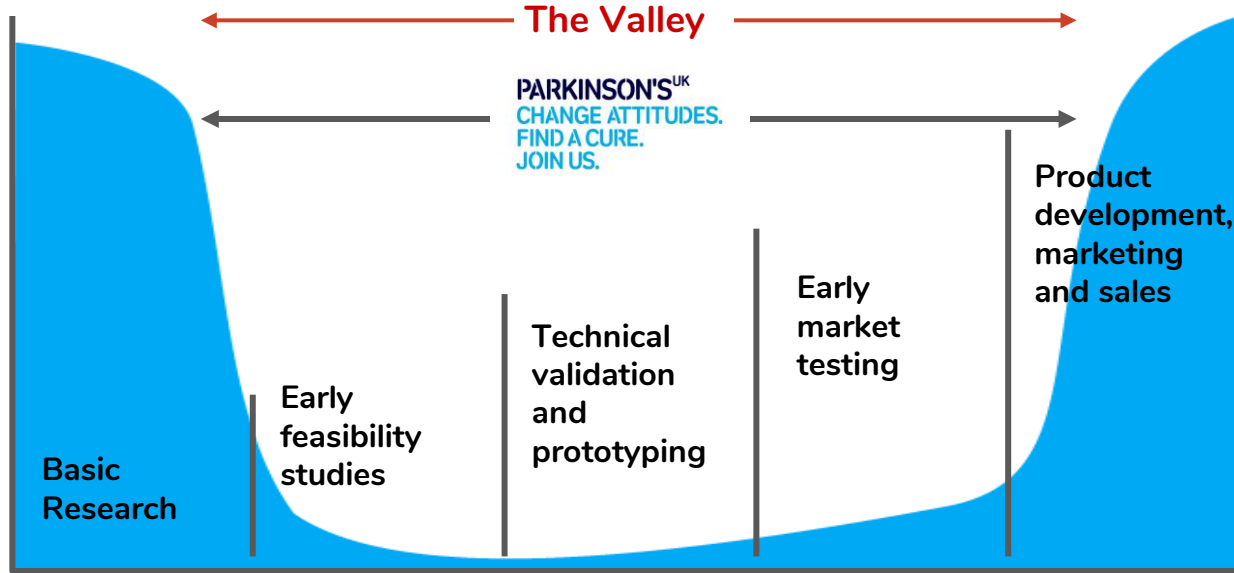 The Valley
PARKINSON'S UK
CHANGE ATTITUDES.
FIND A CURE.
JOIN US.
Basic
Research
Early
feasibility
studies
Technical
validation
and
prototyping
Early
market
testing
Product
development,
marketing
and sales